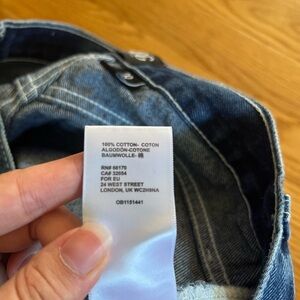 100% COTTON- COTON
ALGODÓN-COTONE
BAUMWOLLE- 棉
RN# 66170
CA# 32654
FOR EU
24 WEST STREET
LONDON, UK WC2H9NA
OB1151441